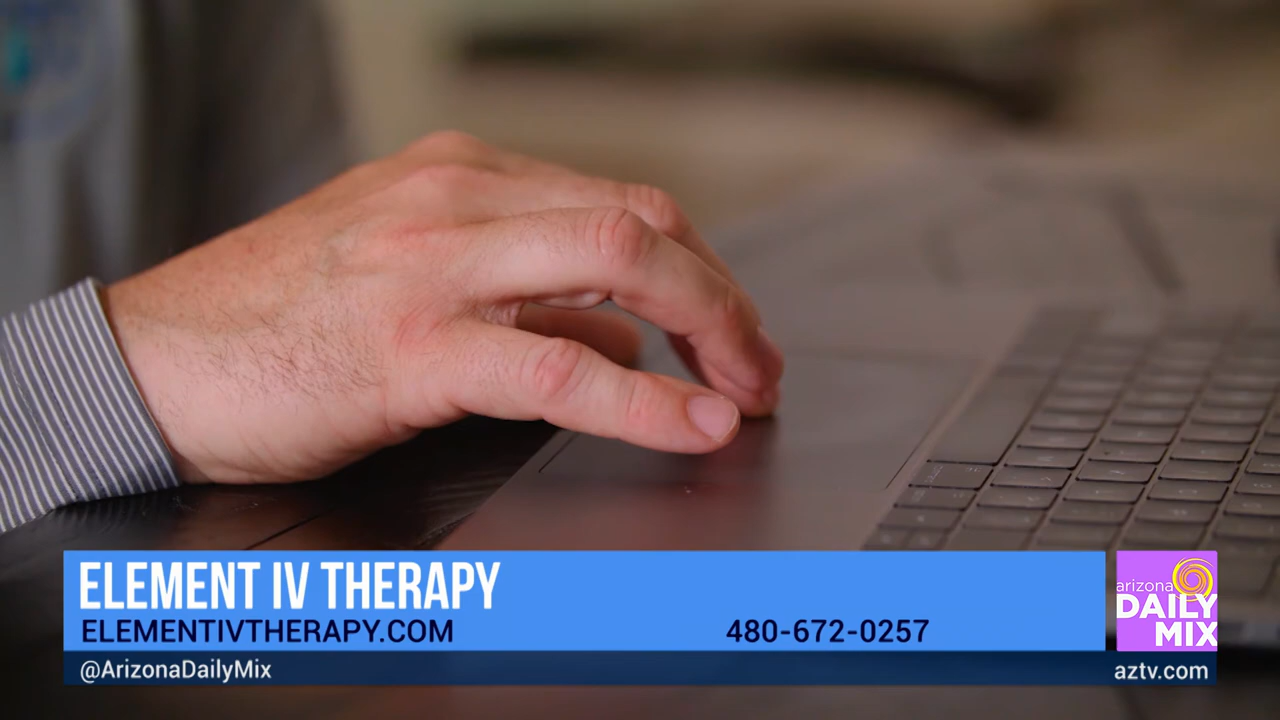 ELEMENT IV THERAPY
ELEMENTIVTHERAPY.COM 480-672-0257
@ArizonaDailyMix
arizona
DAILY
MIX
aztv.com